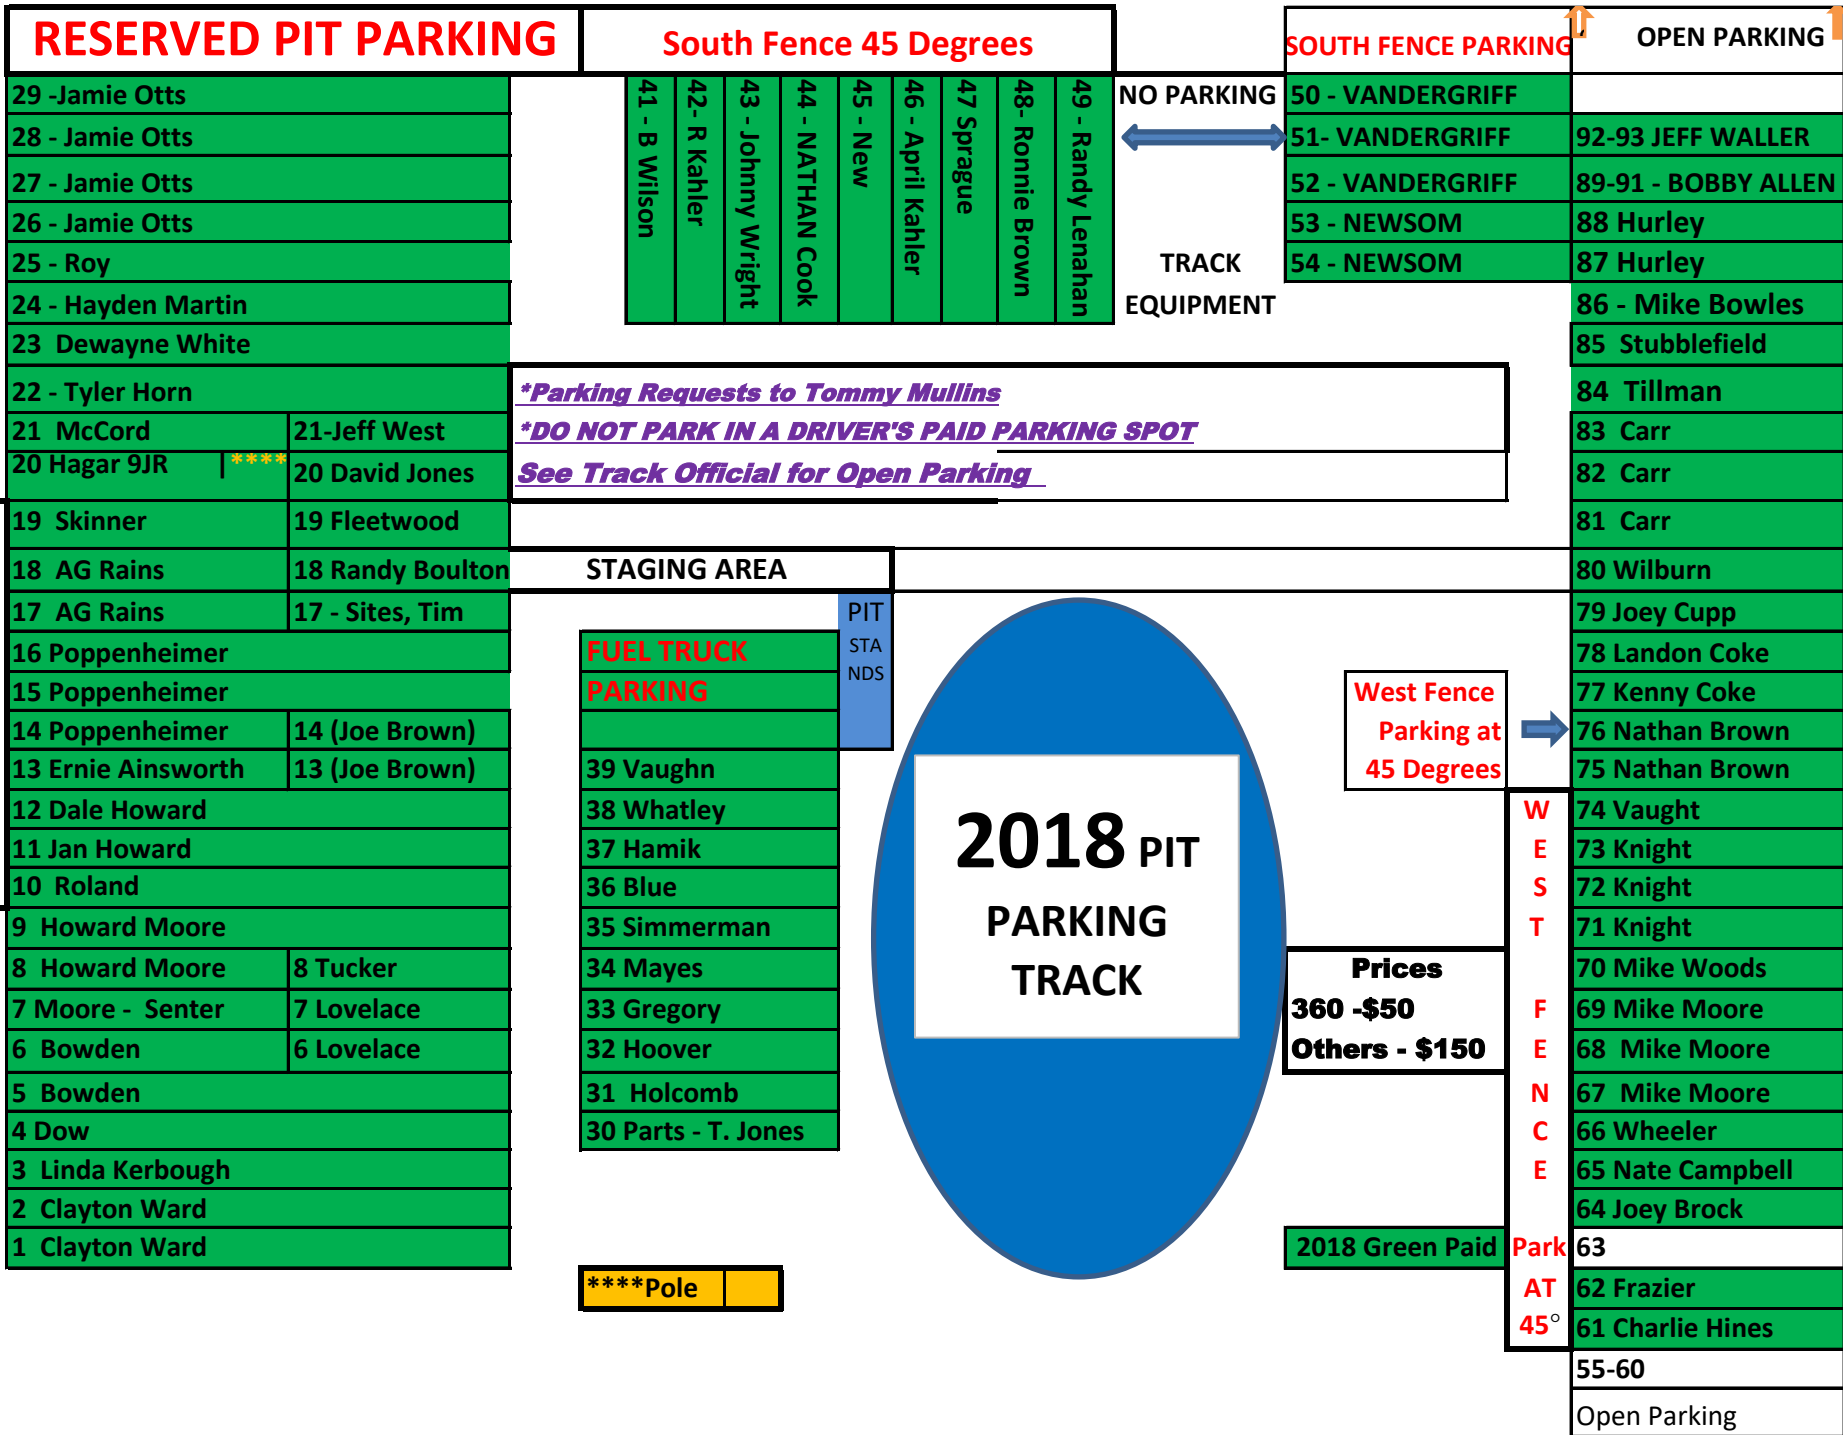 RESERVED PIT PARKING
South Fence 45 Degrees
SOUTH FENCE PARKING
OPEN PARKING
29 -Jamie Otts
28 - Jamie Otts
27 - Jamie Otts
26 - Jamie Otts
25 - Roy
24 - Hayden Martin
23 Dewayne White
22 - Tyler Horn
21 McCord
21-Jeff West
20 Hagar 9JR |****
20 David Jones
19 Skinner
19 Fleetwood
18 AG Rains
18 Randy Boulton
17 AG Rains
17 - Sites, Tim
16 Poppenheimer
15 Poppenheimer
14 Poppenheimer
14 (Joe Brown)
13 Ernie Ainsworth
13 (Joe Brown)
12 Dale Howard
11 Jan Howard
10 Roland
9 Howard Moore
8 Howard Moore
8 Tucker
7 Moore - Senter
7 Lovelace
6 Bowden
6 Lovelace
5 Bowden
4 Dow
3 Linda Kerbough
2 Clayton Ward
1 Clayton Ward
41 - B Wilson
42- R Kahler
43 - Johnny Wright
44 - NATHAN Cook
45 - New
46 - April Kahler
47 Sprague
48- Ronnie Brown
49 - Randy Lenahan
NO PARKING
TRACK
EQUIPMENT
50 - VANDERGRIFF
51- VANDERGRIFF
52 - VANDERGRIFF
53 - NEWSOM
54 - NEWSOM
*Parking Requests to Tommy Mullins
*DO NOT PARK IN A DRIVER'S PAID PARKING SPOT
See Track Official for Open Parking
STAGING AREA
PIT
STA
NDS
FUEL TRUCK
PARKING
39 Vaughn
38 Whatley
37 Hamik
36 Blue
35 Simmerman
34 Mayes
33 Gregory
32 Hoover
31 Holcomb
30 Parts - T. Jones
****Pole
2018 PIT
PARKING
TRACK
West Fence
Parking at
45 Degrees
Prices
360 -$50
Others - $150
2018 Green Paid
W
E
S
T
F
E
N
C
E
Park
AT
45°
92-93 JEFF WALLER
89-91 - BOBBY ALLEN
88 Hurley
87 Hurley
86 - Mike Bowles
85 Stubblefield
84 Tillman
83 Carr
82 Carr
81 Carr
80 Wilburn
79 Joey Cupp
78 Landon Coke
77 Kenny Coke
76 Nathan Brown
75 Nathan Brown
74 Vaught
73 Knight
72 Knight
71 Knight
70 Mike Woods
69 Mike Moore
68 Mike Moore
67 Mike Moore
66 Wheeler
65 Nate Campbell
64 Joey Brock
63
62 Frazier
61 Charlie Hines
55-60
Open Parking